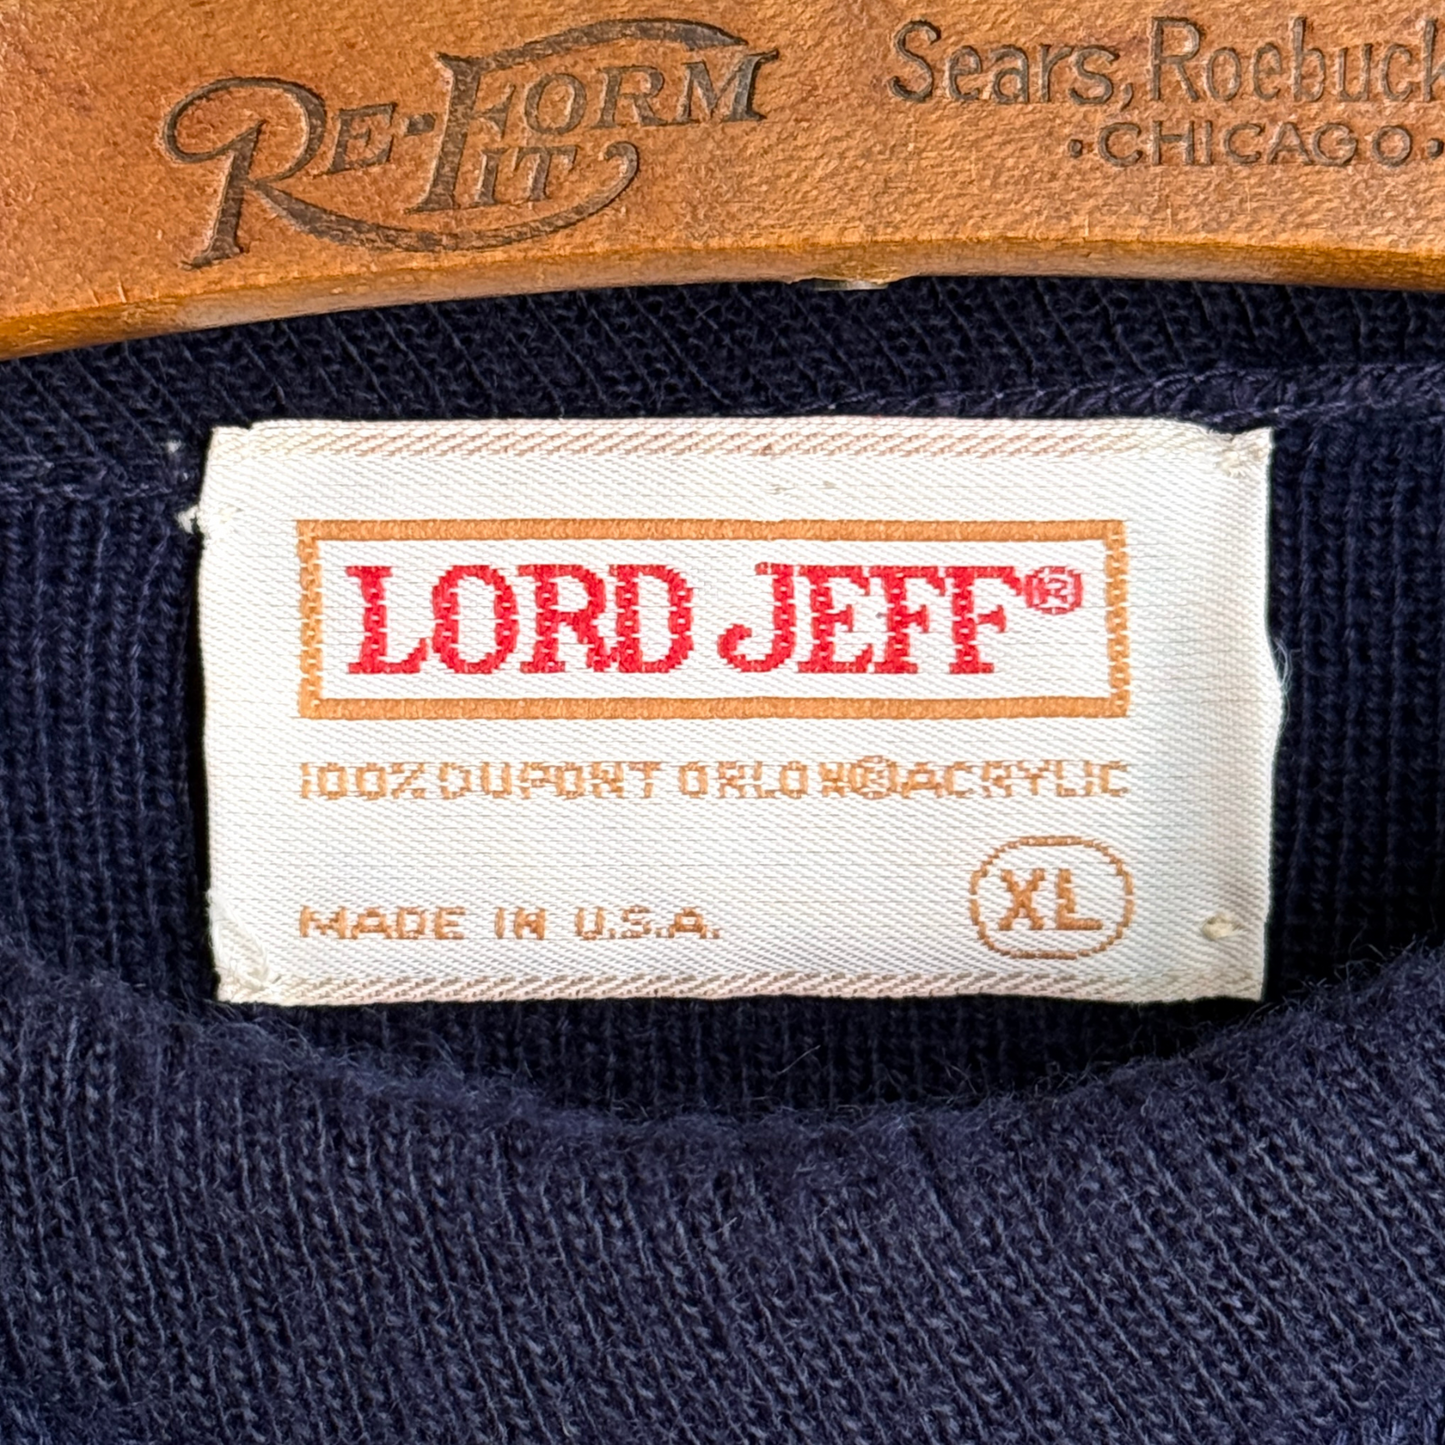 RE-FORM
FIT
Sears, Roebuck
•CHICAGO•
LORD JEFF®
100% DUPONT ORLON® ACRYLIC
XL
MADE IN U.S.A.